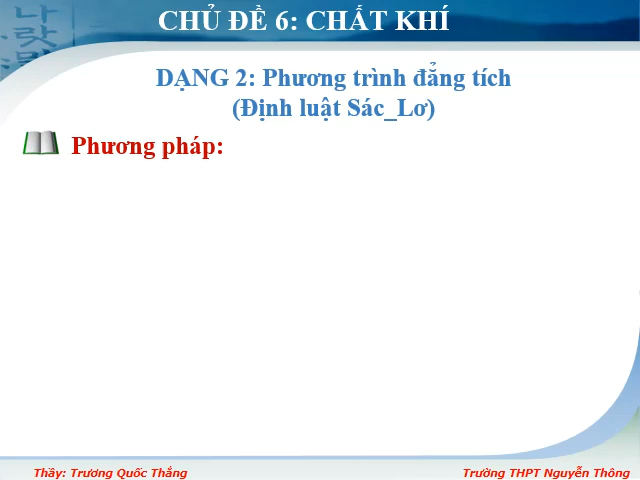 CHỦ ĐỀ 6: CHẤT KHÍ
DẠNG 2: Phương trình đẳng tích
(Định luật Sác_Lơ)
Phương pháp:
Thầy: Trương Quốc Thắng
Trường THPT Nguyễn Thông